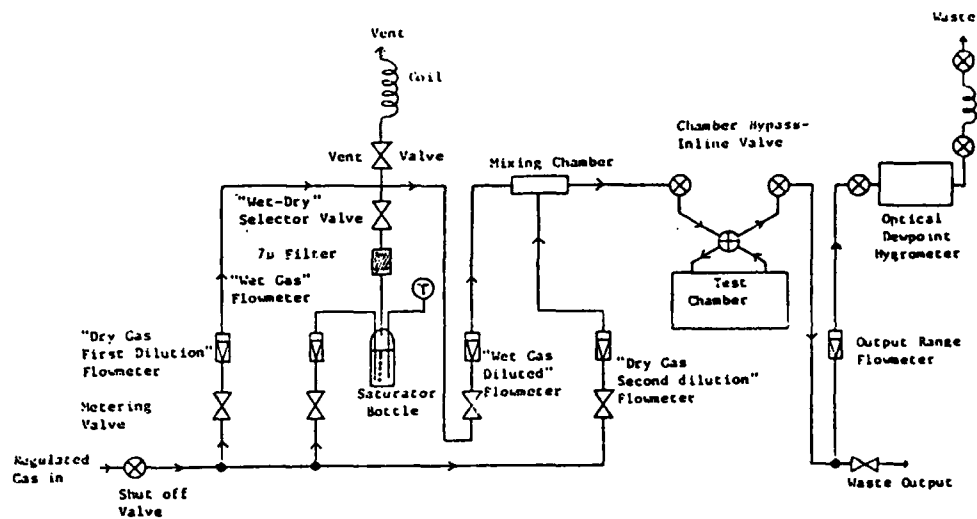 Vent
Coil
Vent Valve
"Wet-Dry"
Selector Valve
7µ Filter
"Wet Gas"
Flowmeter
T
"Dry Gas
First Dilution"
Flowmeter
Metering
Valve
Saturator
Bottle
Regulated
Gas in
Shut off
Valve
Mixing Chamber
"Wet Gas
Diluted"
Flowmeter
"Dry Gas
Second dilution"
Flowmeter
Chamber Bypass-
Inline Valve
Test
Chamber
Waste
Optical
Dewpoint
Hygrometer
Output Range
Flowmeter
Waste Output